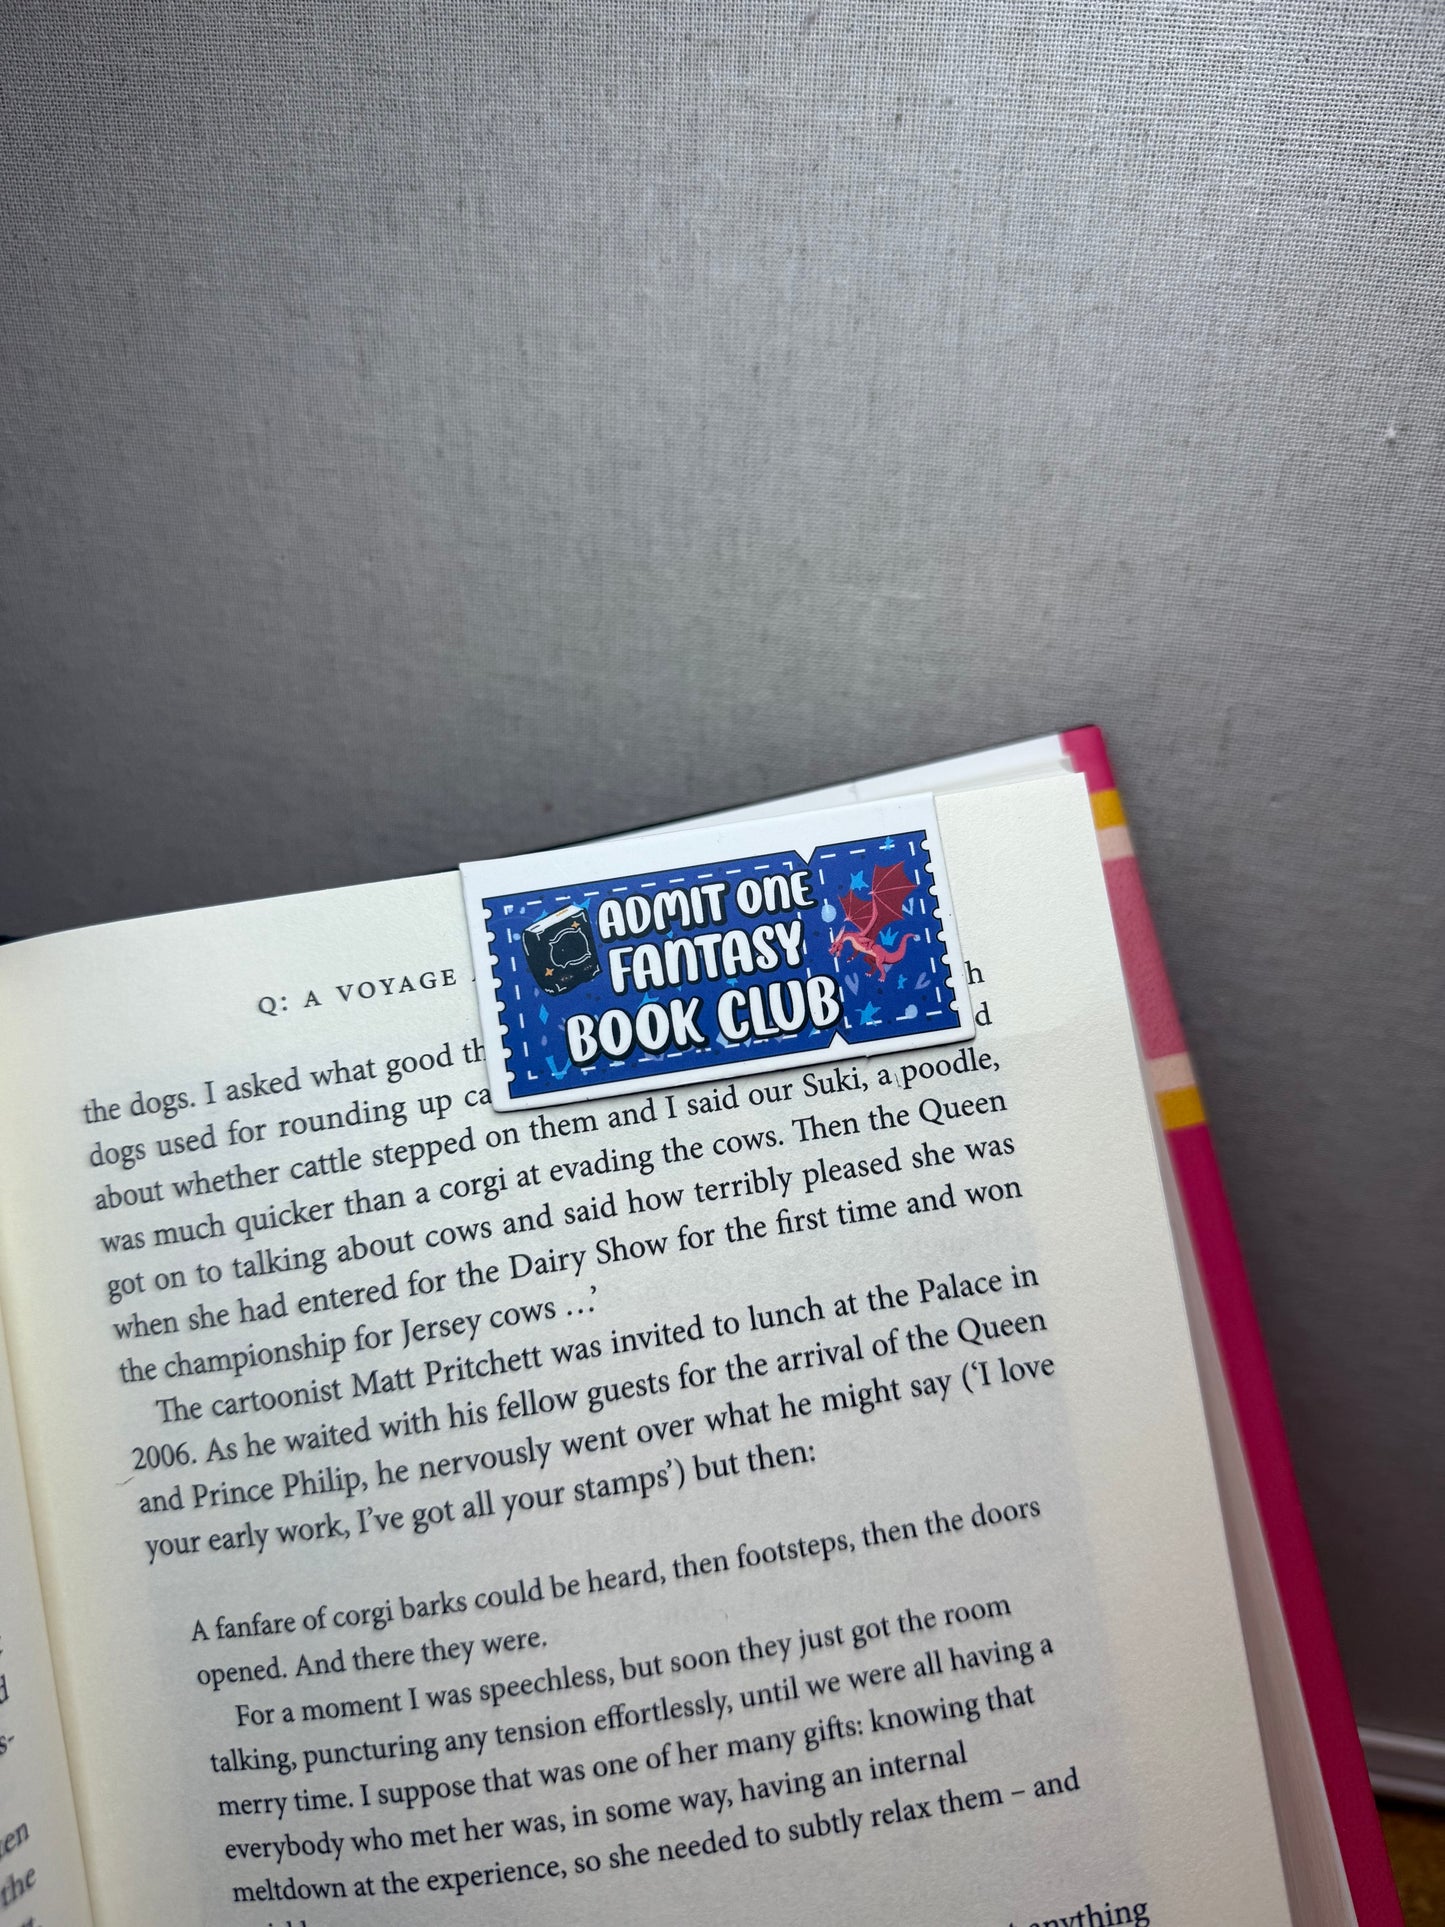 ADMIT ONE
FANTASY
BOOK CLUB
Q: A VOYAGE
h
the dogs. I asked what good th
d
dogs used for rounding up ca
about whether cattle stepped on them and I said our Suki, a poodle,
was much quicker than a corgi at evading the cows. Then the Queen
got on to talking about cows and said how terribly pleased she was
when she had entered for the Dairy Show for the first time and won
the championship for Jersey cows …’
The cartoonist Matt Pritchett was invited to lunch at the Palace in
2006. As he waited with his fellow guests for the arrival of the Queen
and Prince Philip, he nervously went over what he might say (‘I love
your early work, I’ve got all your stamps’) but then:
A fanfare of corgi barks could be heard, then footsteps, then the doors
opened. And there they were.
For a moment I was speechless, but soon they just got the room
talking, puncturing any tension effortlessly, until we were all having a
merry time. I suppose that was one of her many gifts: knowing that
everybody who met her was, in some way, having an internal
meltdown at the experience, so she needed to subtly relax them – and
anything
the